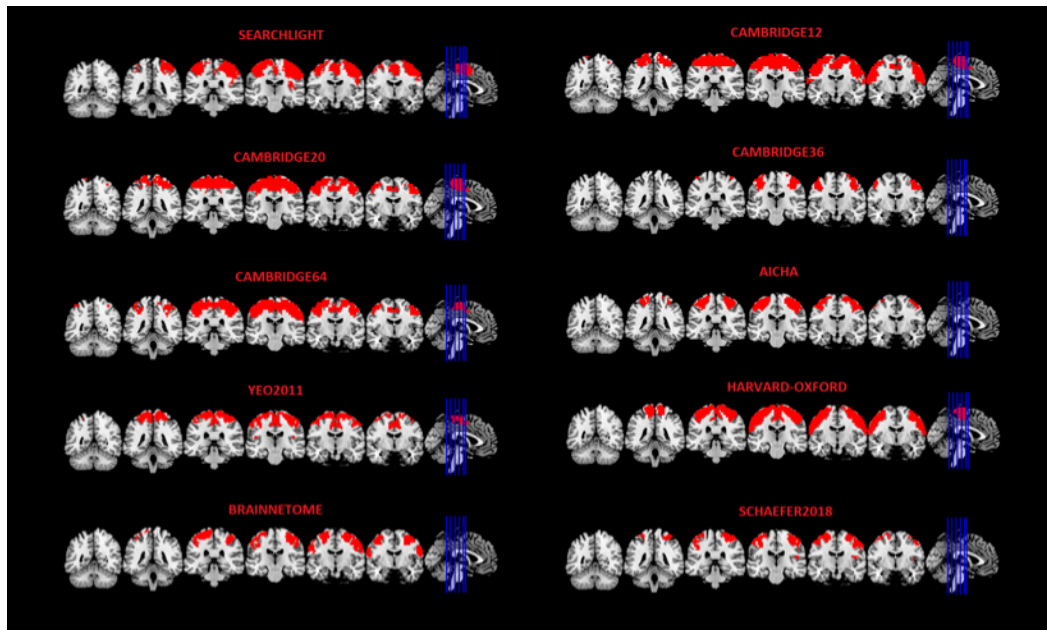 SEARCHLIGHT
CAMBRIDGE12
CAMBRIDGE20
CAMBRIDGE36
CAMBRIDGE64
AICHA
YEO2011
HARVARD-OXFORD
BRAINNETOME
SCHAEFER2018